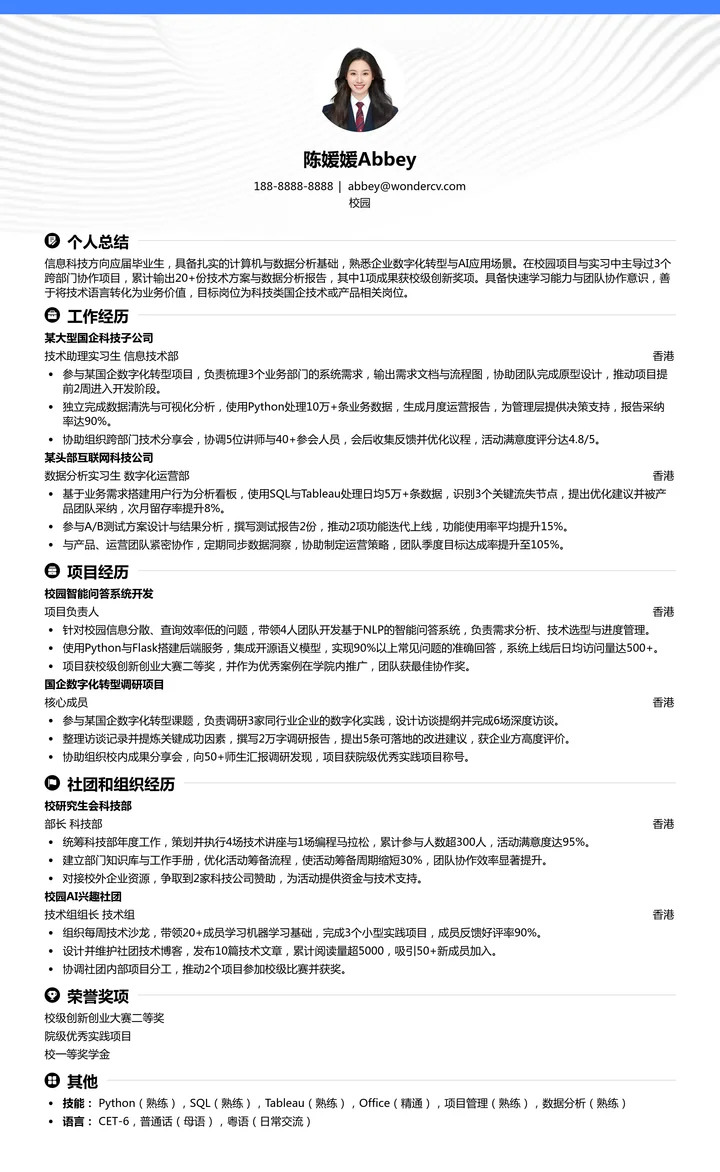 陈媛媛Abbey
188-8888-8888 | abbey@wondercv.com
校园
个人总结
信息科技方向应届毕业生，具备扎实的计算机与数据分析基础，熟悉企业数字化转型与AI应用场景。在校园项目与实习中主导过3个
跨部门协作项目，累计输出20+份技术方案与数据分析报告，其中1项成果获校级创新奖项。具备快速学习能力与团队协作意识，善
于将技术语言转化为业务价值，目标岗位为科技类国企技术或产品相关岗位。
工作经历
某大型国企科技子公司
技术助理实习生 信息技术部 香港
• 参与某国企数字化转型项目，负责梳理3个业务部门的系统需求，输出需求文档与流程图，协助团队完成原型设计，推动项目提
前2周进入开发阶段。
• 独立完成数据清洗与可视化分析，使用Python处理10万+条业务数据，生成月度运营报告，为管理层提供决策支持，报告采纳
率达90%。
• 协助组织跨部门技术分享会，协调5位讲师与40+参会人员，会后收集反馈并优化议程，活动满意度评分达4.8/5。
某头部互联网科技公司
数据分析实习生 数字化运营部 香港
• 基于业务需求搭建用户行为分析看板，使用SQL与Tableau处理日均5万+条数据，识别3个关键流失节点，提出优化建议并被产
品团队采纳，次月留存率提升8%。
• 参与A/B测试方案设计与结果分析，撰写测试报告2份，推动2项功能迭代上线，功能使用率平均提升15%。
• 与产品、运营团队紧密协作，定期同步数据洞察，协助制定运营策略，团队季度目标达成率提升至105%。
项目经历
校园智能问答系统开发
项目负责人 香港
• 针对校园信息分散、查询效率低的问题，带领4人团队开发基于NLP的智能问答系统，负责需求分析、技术选型与进度管理。
• 使用Python与Flask搭建后端服务，集成开源语义模型，实现90%以上常见问题的准确回答，系统上线后日均访问量达500+。
• 项目获校级创新创业大赛二等奖，并作为优秀案例在学院内推广，团队获最佳协作奖。
国企数字化转型调研项目
核心成员 香港
• 参与某国企数字化转型课题，负责调研3家同行业企业的数字化实践，设计访谈提纲并完成6场深度访谈。
• 整理访谈记录并提炼关键成功因素，撰写2万字调研报告，提出5条可落地的改进建议，获企业方高度评价。
• 协助组织校内成果分享会，向50+师生汇报调研发现，项目获院级优秀实践项目称号。
社团和组织经历
校研究生会科技部
部长 科技部 香港
• 统筹科技部年度工作，策划并执行4场技术讲座与1场编程马拉松，累计参与人数超300人，活动满意度达95%。
• 建立部门知识库与工作手册，优化活动筹备流程，使活动筹备周期缩短30%，团队协作效率显著提升。
• 对接校外企业资源，争取到2家科技公司赞助，为活动提供资金与技术支持。
校园AI兴趣社团
技术组组长 技术组 香港
• 组织每周技术沙龙，带领20+成员学习机器学习基础，完成3个小型实践项目，成员反馈好评率90%。
• 设计并维护社团技术博客，发布10篇技术文章，累计阅读量超5000，吸引50+新成员加入。
• 协调社团内部项目分工，推动2个项目参加校级比赛并获奖。
荣誉奖项
校级创新创业大赛二等奖
院级优秀实践项目
校一等奖学金
其他
• 技能： Python（熟练），SQL（熟练），Tableau（熟练），Office（精通），项目管理（熟练），数据分析（熟练）
• 语言： CET-6，普通话（母语），粤语（日常交流）